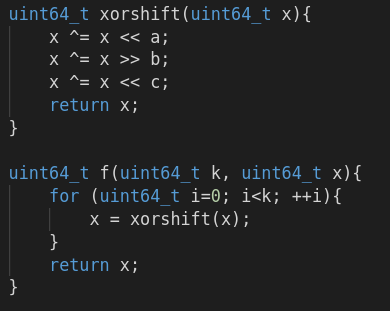 uint64_t xorshift(uint64_t x){
    x ^= x << a;
    x ^= x >> b;
    x ^= x << c;
    return x;
}

uint64_t f(uint64_t k, uint64_t x){
    for (uint64_t i=0; i<k; ++i){
        x = xorshift(x);
    }
    return x;
}